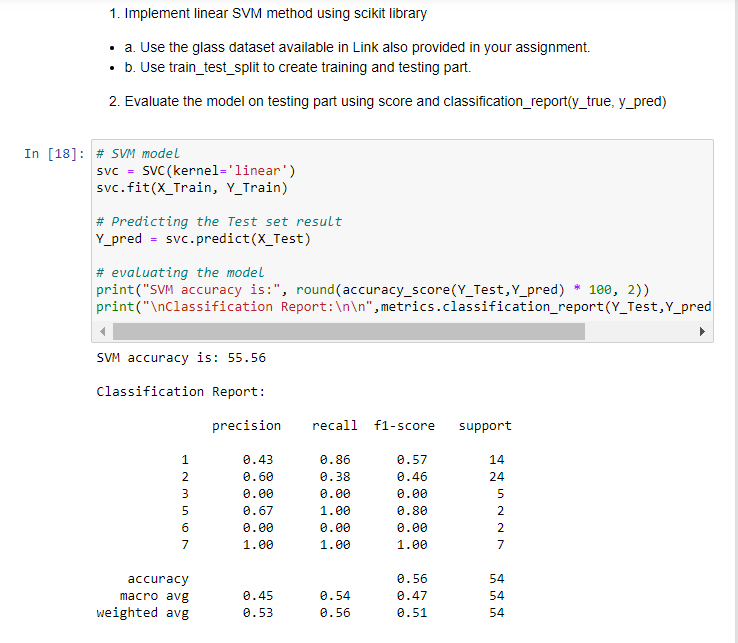 1. Implement linear SVM method using scikit library
• a. Use the glass dataset available in Link also provided in your assignment.
• b. Use train_test_split to create training and testing part.
2. Evaluate the model on testing part using score and classification_report(y_true, y_pred)
In [18]: # SVM model
svc = SVC(kernel='linear')
svc.fit(X_Train, Y_Train)
# Predicting the Test set result
Y_pred = svc.predict(X_Test)
# evaluating the model
print("SVM accuracy is:", round(accuracy_score(Y_Test,Y_pred) * 100, 2))
print("\nClassification Report:\n\n",metrics.classification_report(Y_Test,Y_pred
SVM accuracy is: 55.56
Classification Report:
precision recall f1-score support
1 0.43 0.86 0.57 14
2 0.60 0.38 0.46 24
3 0.00 0.00 0.00 5
5 0.67 1.00 0.80 2
6 0.00 0.00 0.00 2
7 1.00 1.00 1.00 7
accuracy 0.56 54
macro avg 0.45 0.54 0.47 54
weighted avg 0.53 0.56 0.51 54